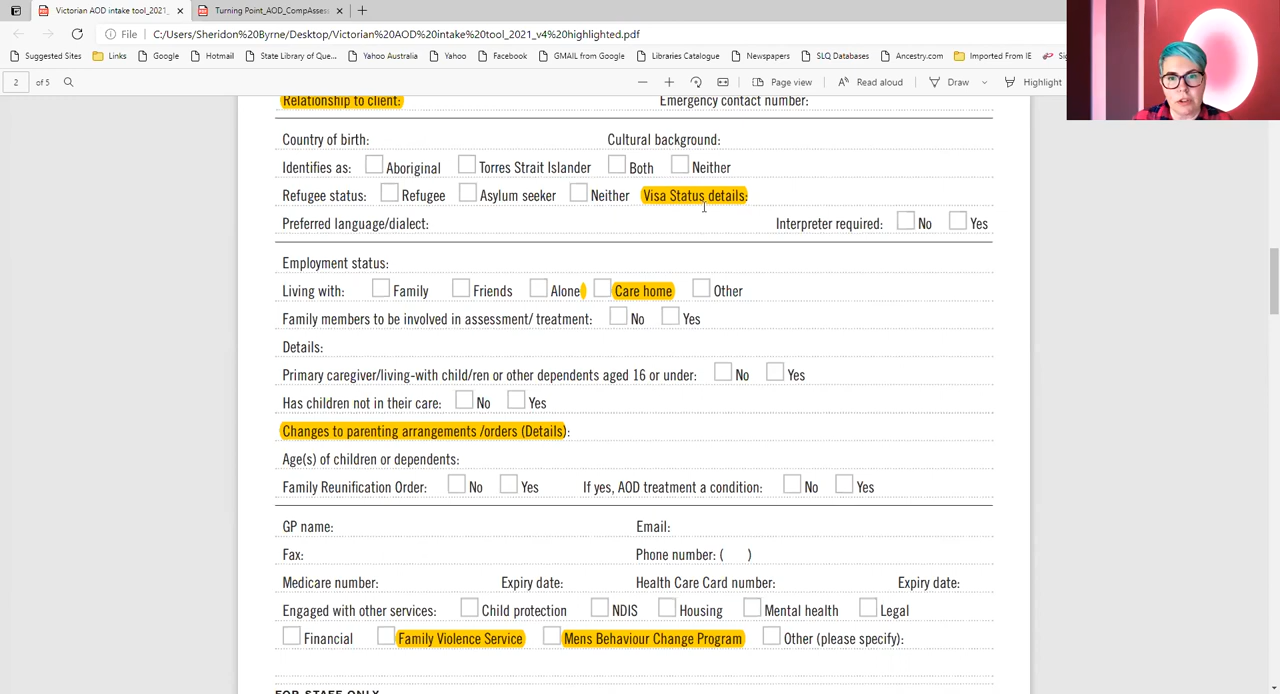 Victorian AOD intake tool_2021_ Turning Point_AOD_CompAssess
File C:/Users/Sheridon%20Byrne/Desktop/Victorian%20AOD%20intake%20tool_2021_v4%20highlighted.pdf
Suggested Sites Links Google Hotmail State Library of Que... Yahoo Australia Yahoo Facebook GMAIL from Google Libraries Catalogue Newspapers SLQ Databases Ancestry.com Imported From IE
2 of 5 Page view Read aloud Draw Highlight
Relationship to client: Emergency contact number:
Country of birth: Cultural background:
Identifies as: Aboriginal Torres Strait Islander Both Neither
Refugee status: Refugee Asylum seeker Neither Visa Status details:
Preferred language/dialect: Interpreter required: No Yes
Employment status:
Living with: Family Friends Alone Care home Other
Family members to be involved in assessment/ treatment: No Yes
Details:
Primary caregiver/living-with child/ren or other dependents aged 16 or under: No Yes
Has children not in their care: No Yes
Changes to parenting arrangements /orders (Details):
Age(s) of children or dependents:
Family Reunification Order: No Yes If yes, AOD treatment a condition: No Yes
GP name: Email:
Fax: Phone number: ( )
Medicare number: Expiry date: Health Care Card number: Expiry date:
Engaged with other services: Child protection NDIS Housing Mental health Legal
Financial Family Violence Service Mens Behaviour Change Program Other (please specify):
FOR STAFF ONLY